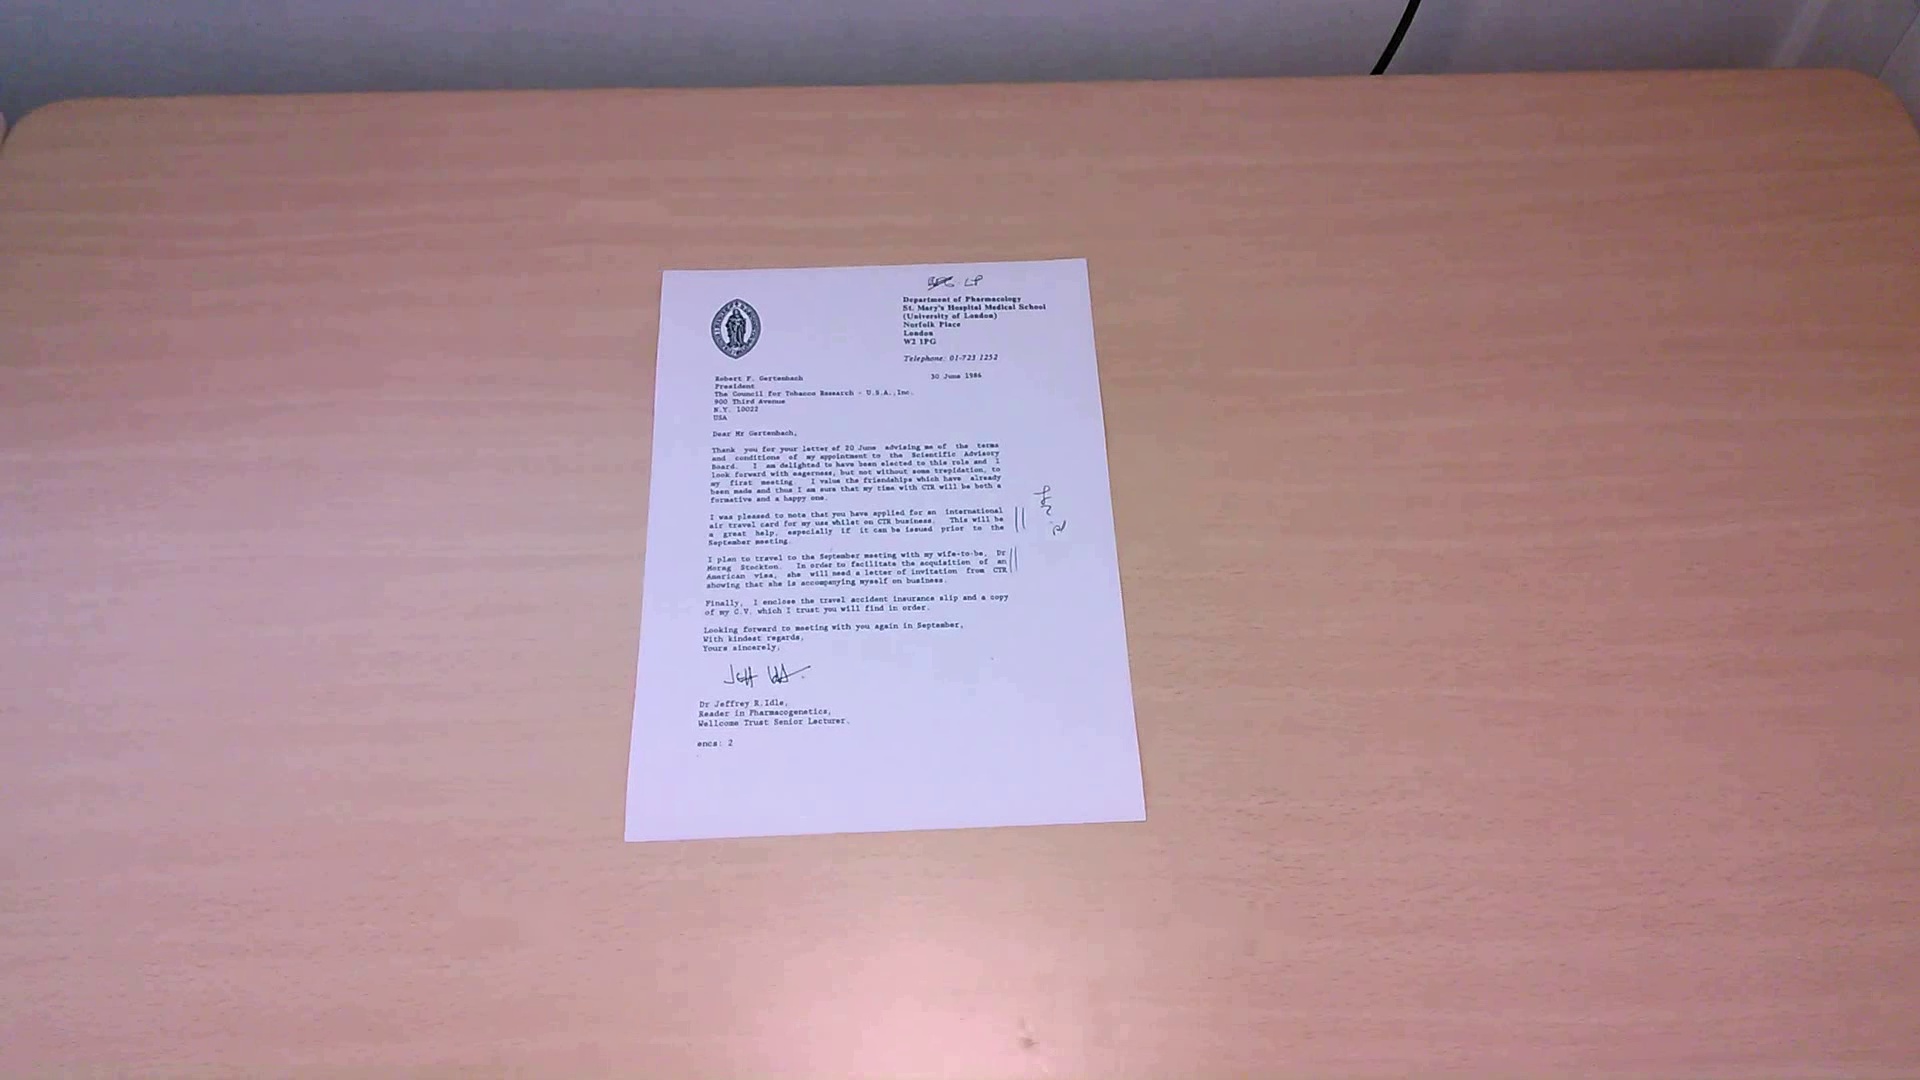 LP
Department of Pharmacology
St. Mary's Hospital Medical School
(University of London)
Norfolk Place
London
W2 1PG
Telephone: 01-723 1252
30 June 1986
Robert F. Gertenbach
President
The Council for Tobacco Research - U.S.A.,Inc.
900 Third Avenue
N.Y. 10022
USA
Dear Mr Gertenbach,
Thank you for your letter of 20 June advising me of the terms
and conditions of my appointment to the Scientific Advisory
Board. I am delighted to have been elected to this role and I
look forward with eagerness, but not without some trepidation, to
my first meeting. I value the friendships which have already
been made and thus I am sure that my time with CTR will be both a
formative and a happy one.
I was pleased to note that you have applied for an international
air travel card for my use whilst on CTR business. This will be
a great help, especially if it can be issued prior to the
September meeting.
I plan to travel to the September meeting with my wife-to-be, Dr
Morag Stockton. In order to facilitate the acquisition of an
American visa, she will need a letter of invitation from CTR
showing that she is accompanying myself on business.
Finally, I enclose the travel accident insurance slip and a copy
of my C.V. which I trust you will find in order.
Looking forward to meeting with you again in September,
With kindest regards,
Yours sincerely,
Dr Jeffrey R.Idle,
Reader in Pharmacogenetics,
Wellcome Trust Senior Lecturer.
encs: 2